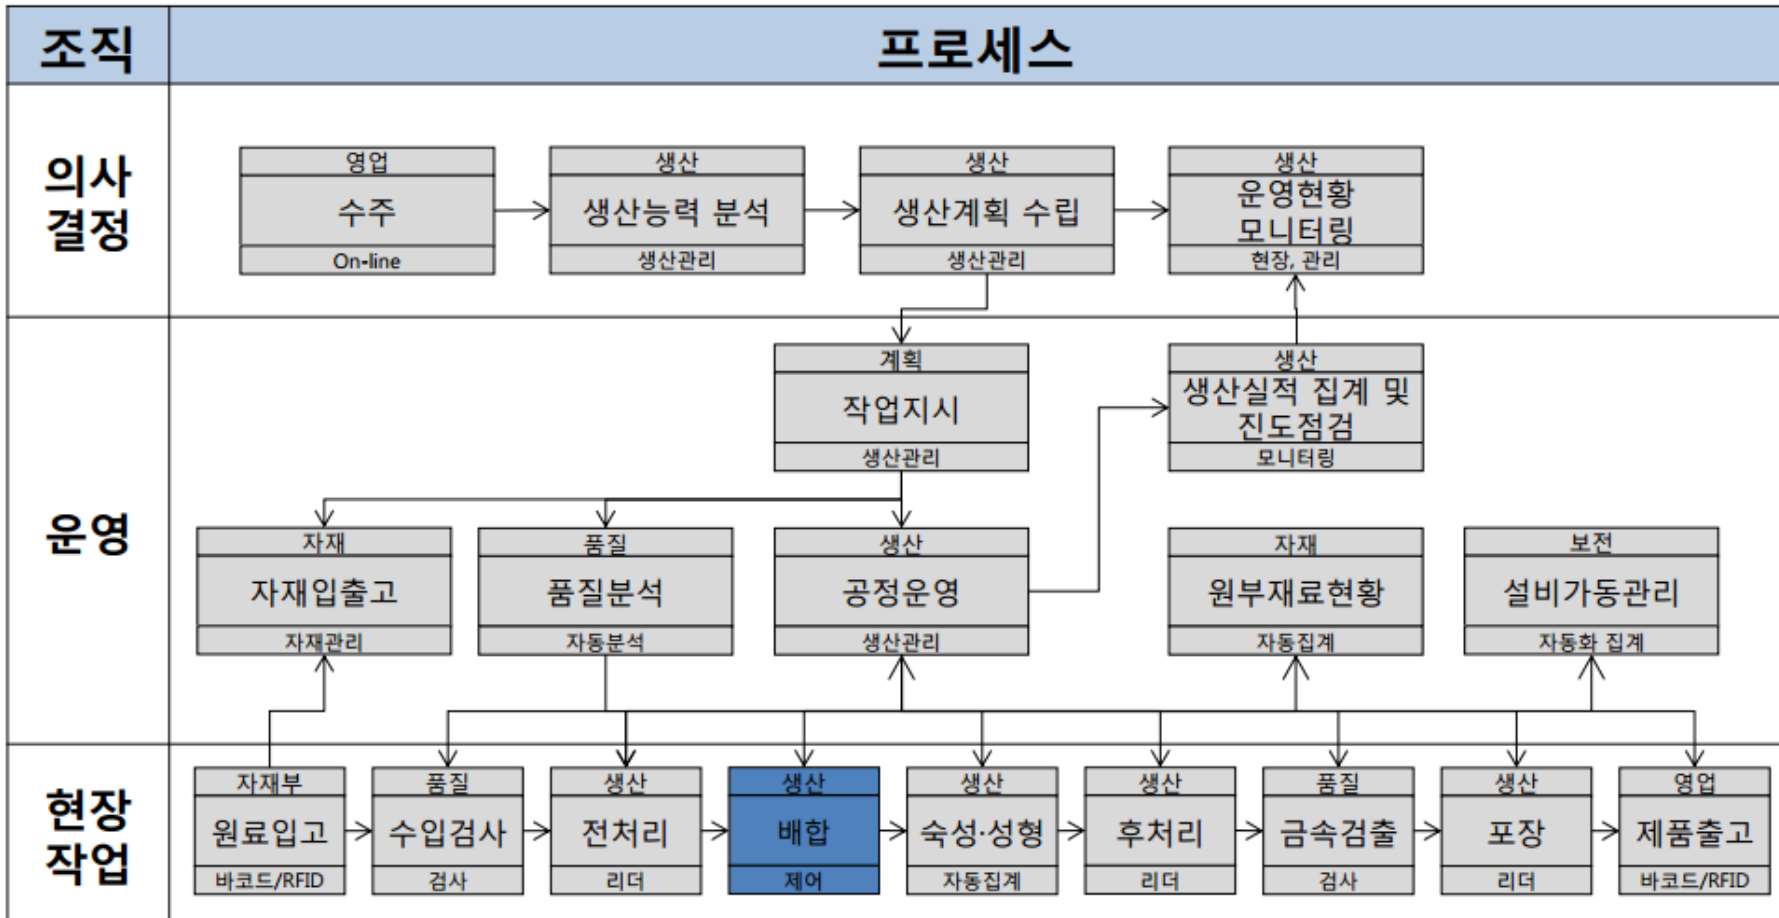 조직
프로세스
의사
결정
영업
수주
On-line
생산
생산능력 분석
생산관리
생산
생산계획 수립
생산관리
생산
운영현황
모니터링
현장, 관리
운영
계획
작업지시
생산관리
생산
생산실적 집계 및
진도점검
모니터링
자재
자재입출고
자재관리
품질
품질분석
자동분석
생산
공정운영
생산관리
자재
원부재료현황
자동집계
보전
설비가동관리
자동화 집계
현장
작업
자재부
원료입고
바코드/RFID
품질
수입검사
검사
생산
전처리
리더
생산
배합
제어
생산
숙성·성형
자동집계
생산
후처리
리더
품질
금속검출
검사
생산
포장
리더
영업
제품출고
바코드/RFID